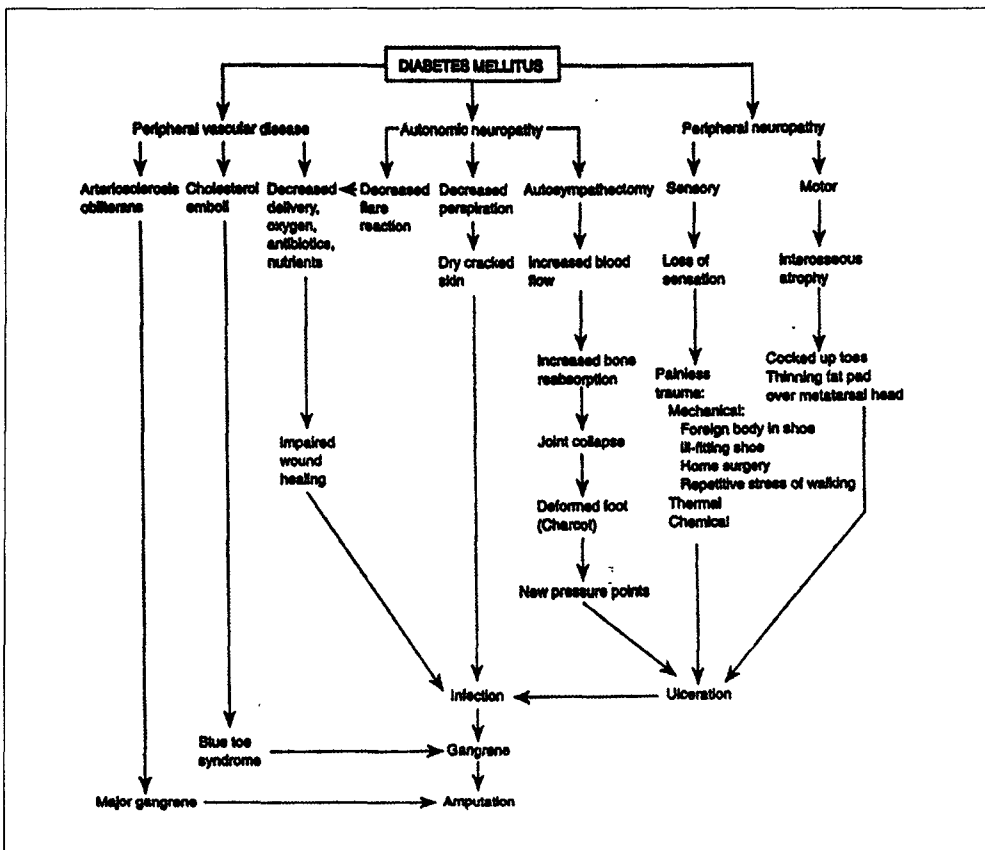 DIABETES MELLITUS
Peripheral vascular disease
Autonomic neuropathy
Peripheral neuropathy
Arteriosclerosis
obliterans
Cholesterol
emboli
Decreased
delivery,
oxygen,
antibiotics,
nutrients
Decreased
flare
reaction
Decreased
perspiration
Autosympathectomy
Sensory
Motor
Dry cracked
skin
Increased blood
flow
Loss of
sensation
Interosseous
atrophy
Increased bone
reabsorption
Painless
trauma:
Mechanical:
Foreign body in shoe
Ill-fitting shoe
Home surgery
Repetitive stress of walking
Thermal
Chemical
Cocked up toes
Thinning fat pad
over metatarsal head
Impaired
wound
healing
Joint collapse
Deformed foot
(Charcot)
New pressure points
Infection
Ulceration
Blue toe
syndrome
Gangrene
Major gangrene
Amputation